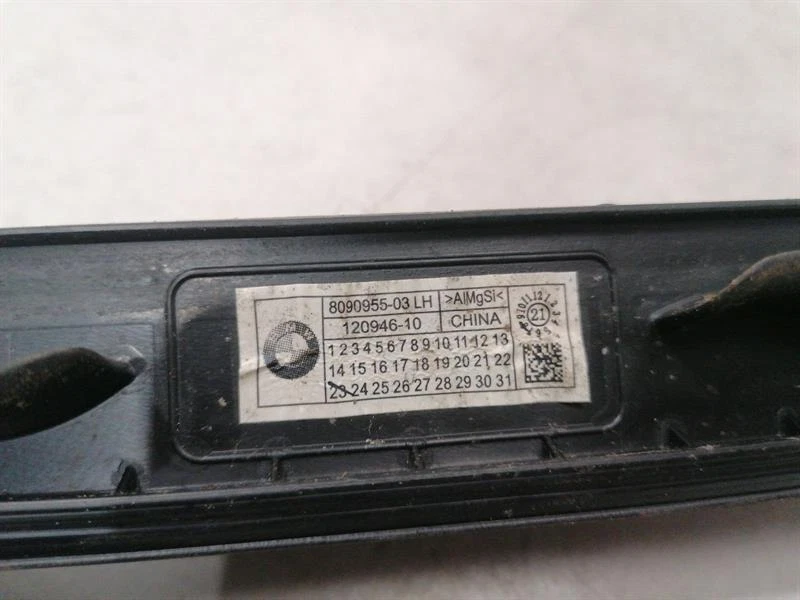 8090955-03 LH >AlMgSi<
120946-10 CHINA
1 2 3 4 5 6 7 8 9 10 11 12 13
14 15 16 17 18 19 20 21 22
23 24 25 26 27 28 29 30 31
21